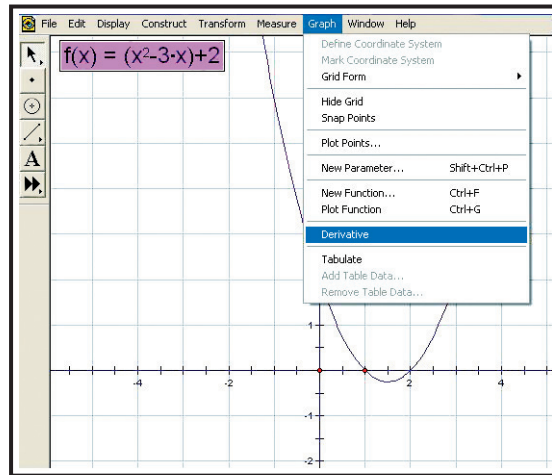 File Edit Display Construct Transform Measure Graph Window Help
f(x) = (x²-3·x)+2
Define Coordinate System
Mark Coordinate System
Grid Form
Hide Grid
Snap Points
Plot Points...
New Parameter... Shift+Ctrl+P
New Function... Ctrl+F
Plot Function Ctrl+G
Derivative
Tabulate
Add Table Data...
Remove Table Data...
A
1
-4 -2 2 4
-1
-2